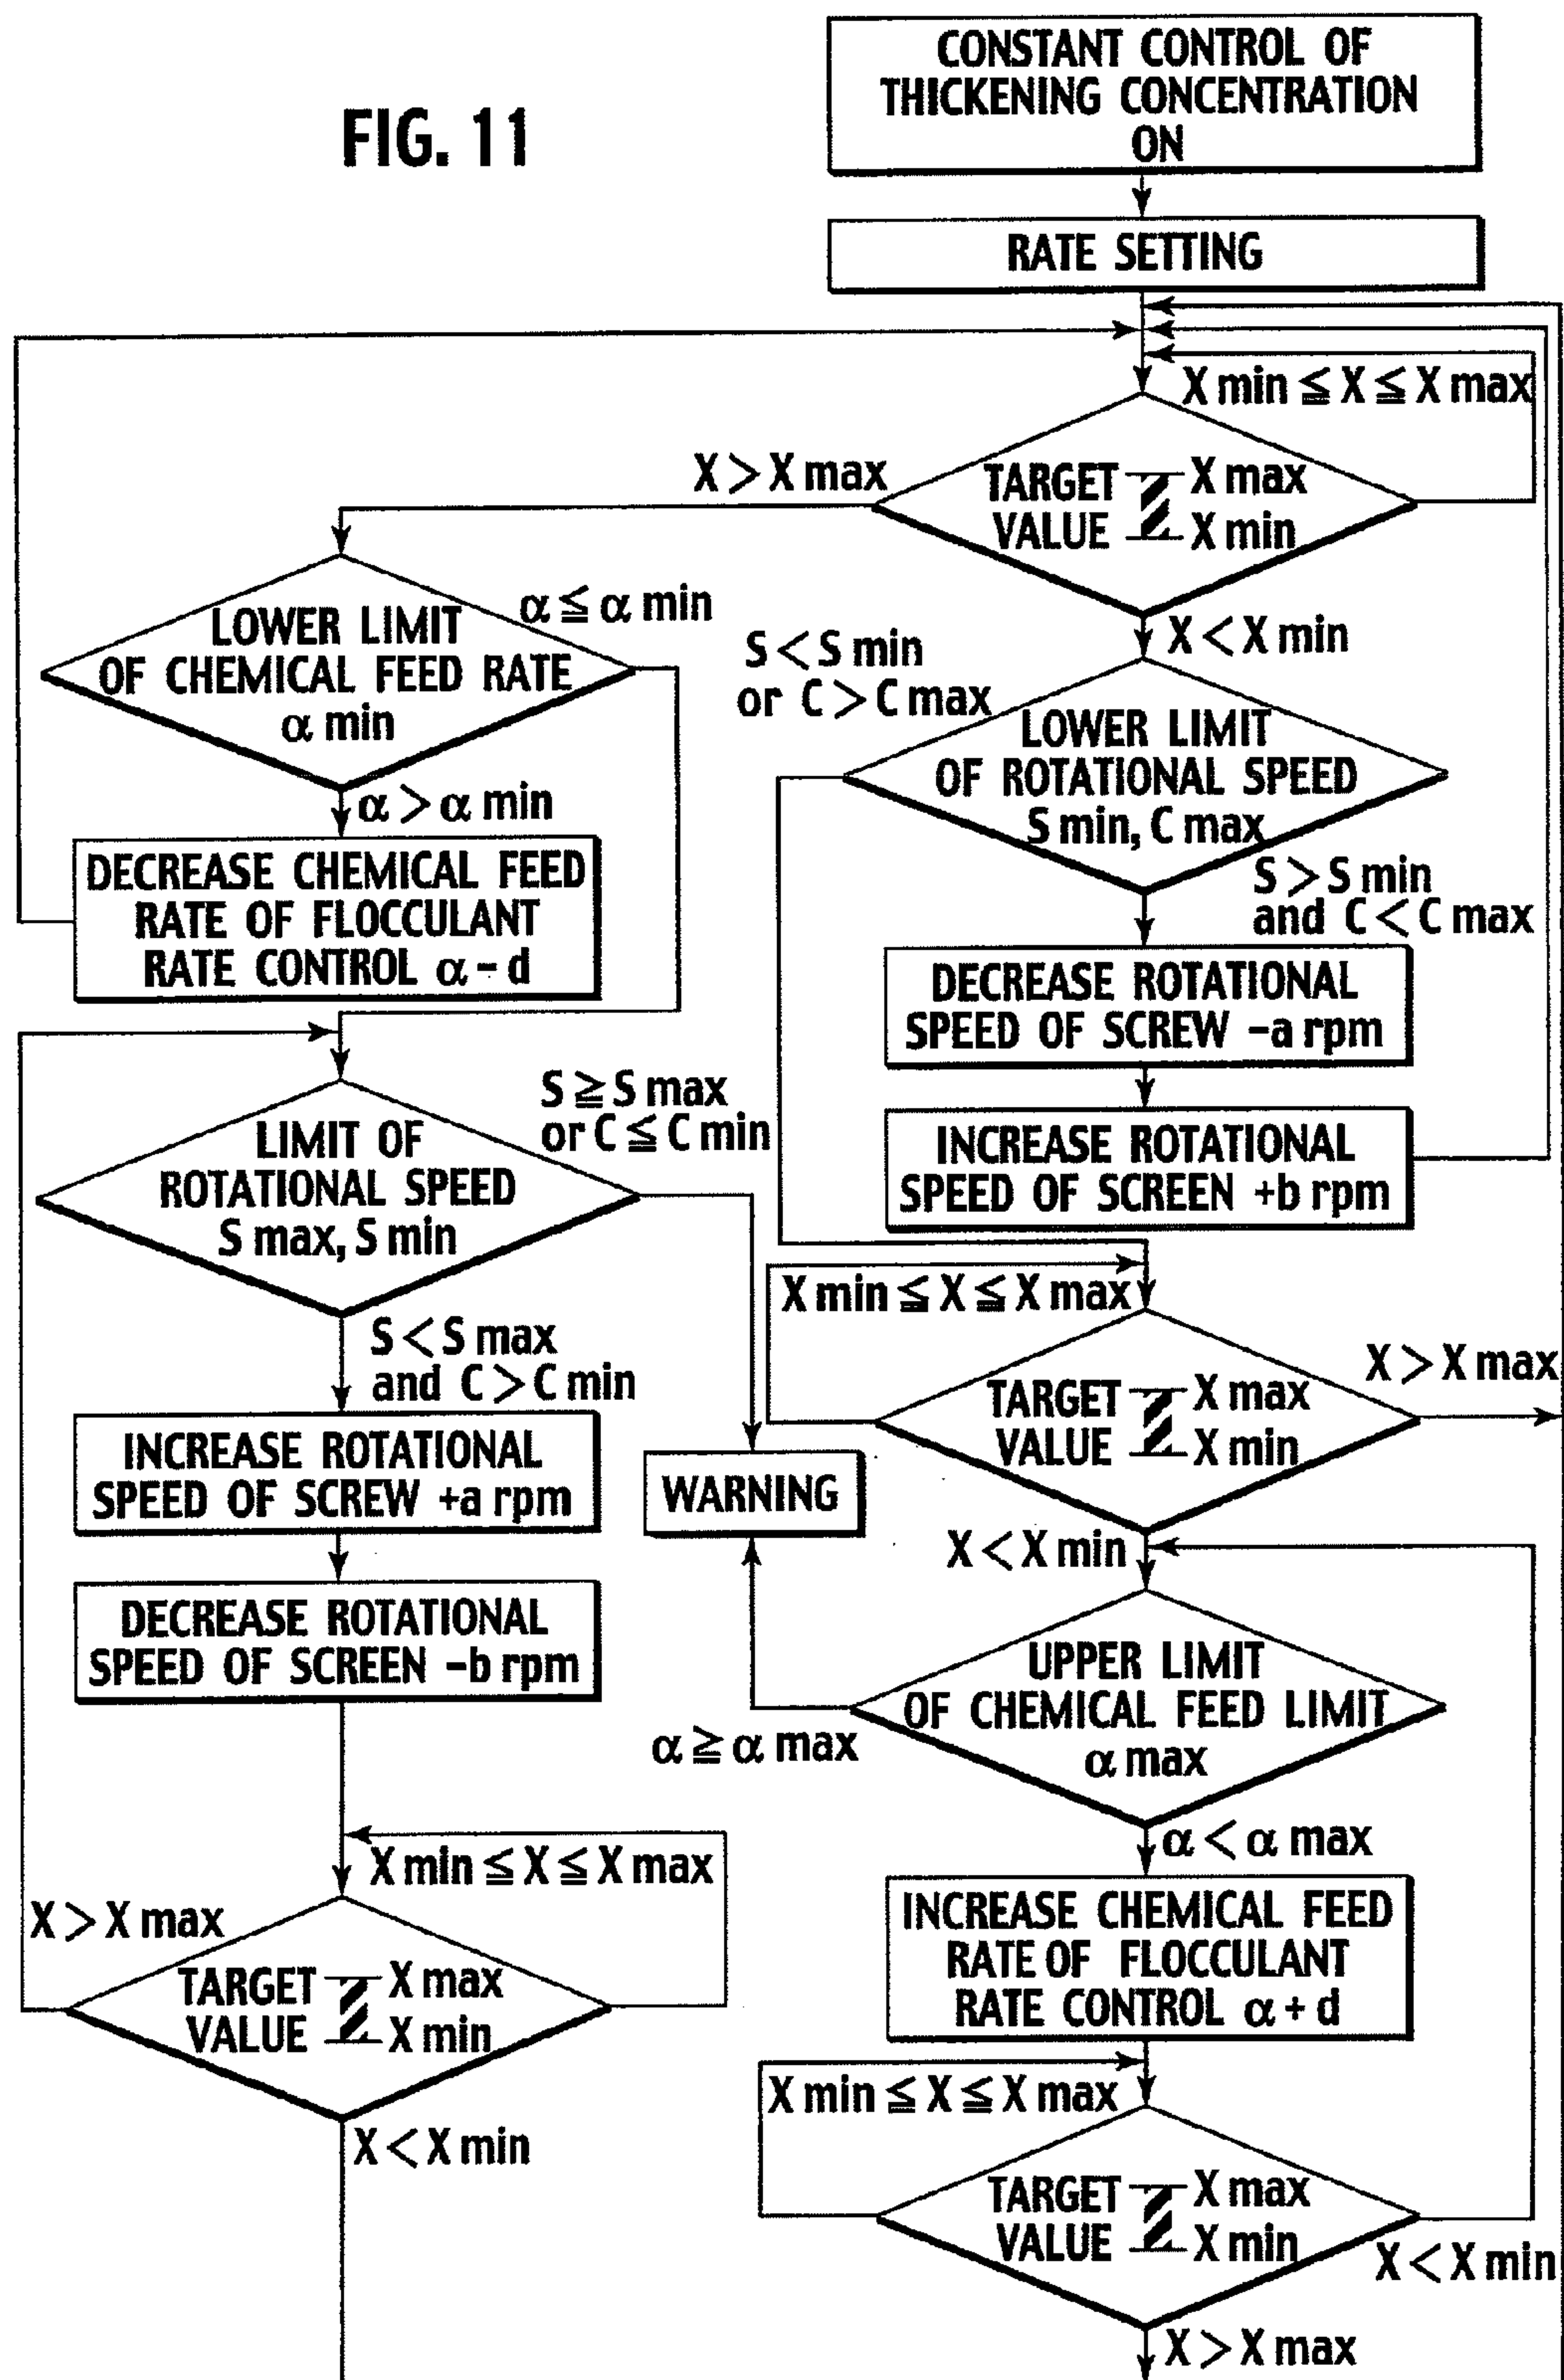 FIG. 11
CONSTANT CONTROL OF
THICKENING CONCENTRATION
ON
RATE SETTING
X min ≦ X ≦ X max
X > X max
TARGET
VALUE
X max
X min
X < X min
LOWER LIMIT
OF CHEMICAL FEED RATE
α min
α ≦ α min
α > α min
DECREASE CHEMICAL FEED
RATE OF FLOCCULANT
RATE CONTROL α - d
S < S min
or C > C max
LOWER LIMIT
OF ROTATIONAL SPEED
S min, C max
S > S min
and C < C max
DECREASE ROTATIONAL
SPEED OF SCREW -a rpm
INCREASE ROTATIONAL
SPEED OF SCREEN +b rpm
LIMIT OF
ROTATIONAL SPEED
S max, S min
S ≧ S max
or C ≦ C min
S < S max
and C > C min
INCREASE ROTATIONAL
SPEED OF SCREW +a rpm
DECREASE ROTATIONAL
SPEED OF SCREEN -b rpm
WARNING
X min ≦ X ≦ X max
X > X max
TARGET
VALUE
X max
X min
X < X min
UPPER LIMIT
OF CHEMICAL FEED LIMIT
α max
α ≧ α max
α < α max
INCREASE CHEMICAL FEED
RATE OF FLOCCULANT
RATE CONTROL α + d
X min ≦ X ≦ X max
X > X max
TARGET
VALUE
X max
X min
X < X min
X min ≦ X ≦ X max
TARGET
VALUE
X max
X min
X < X min
X > X max